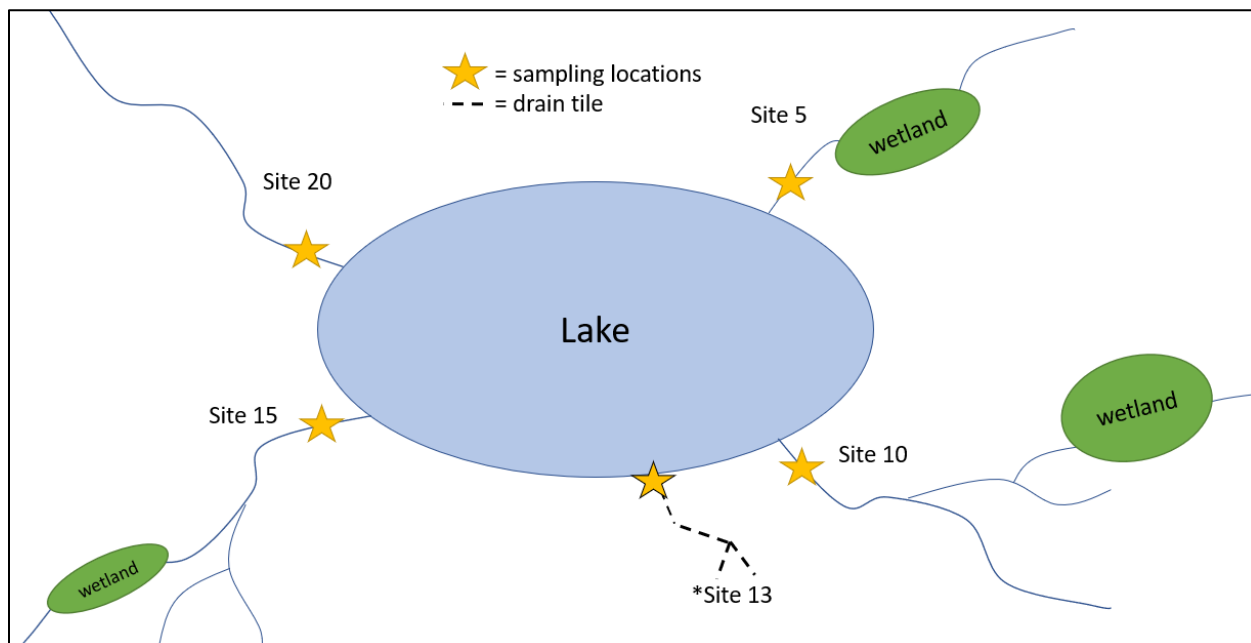 = sampling locations
= drain tile
Site 5
wetland
Site 20
Lake
wetland
Site 15
Site 10
wetland
*Site 13